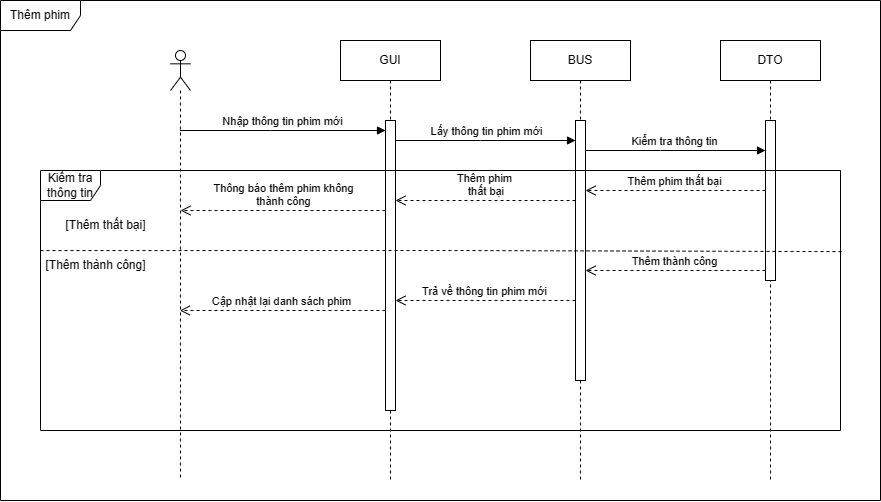 Thêm phim
GUI
BUS
DTO
Nhập thông tin phim mới
Lấy thông tin phim mới
Kiểm tra thông tin
Kiểm tra
thông tin
Thông báo thêm phim không
thành công
Thêm phim
thất bại
Thêm phim thất bại
[Thêm thất bại]
[Thêm thành công]
Thêm thành công
Trả về thông tin phim mới
Cập nhật lại danh sách phim